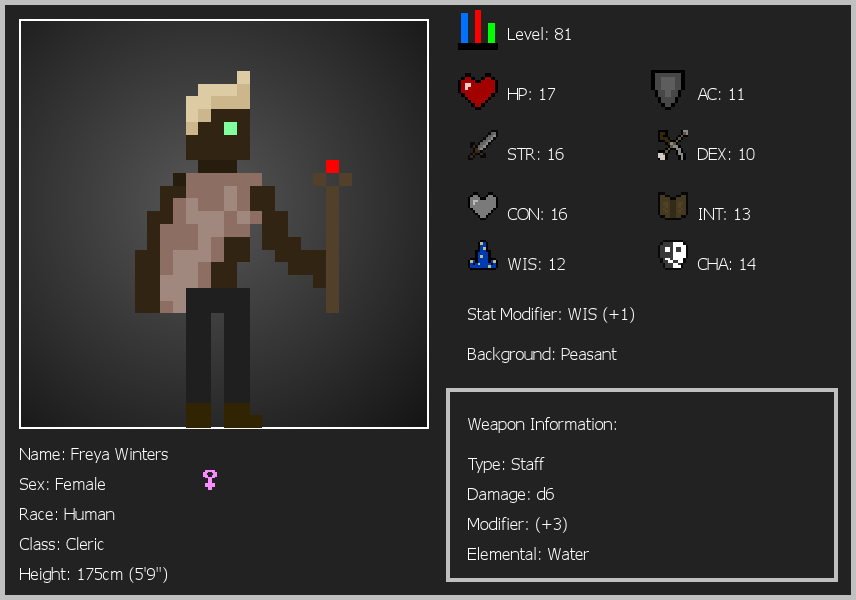 Level: 81
HP: 17
AC: 11
STR: 16
DEX: 10
CON: 16
INT: 13
WIS: 12
CHA: 14
Stat Modifier: WIS (+1)
Background: Peasant
Weapon Information:
Type: Staff
Damage: d6
Modifier: (+3)
Elemental: Water
Name: Freya Winters
Sex: Female
Race: Human
Class: Cleric
Height: 175cm (5'9")